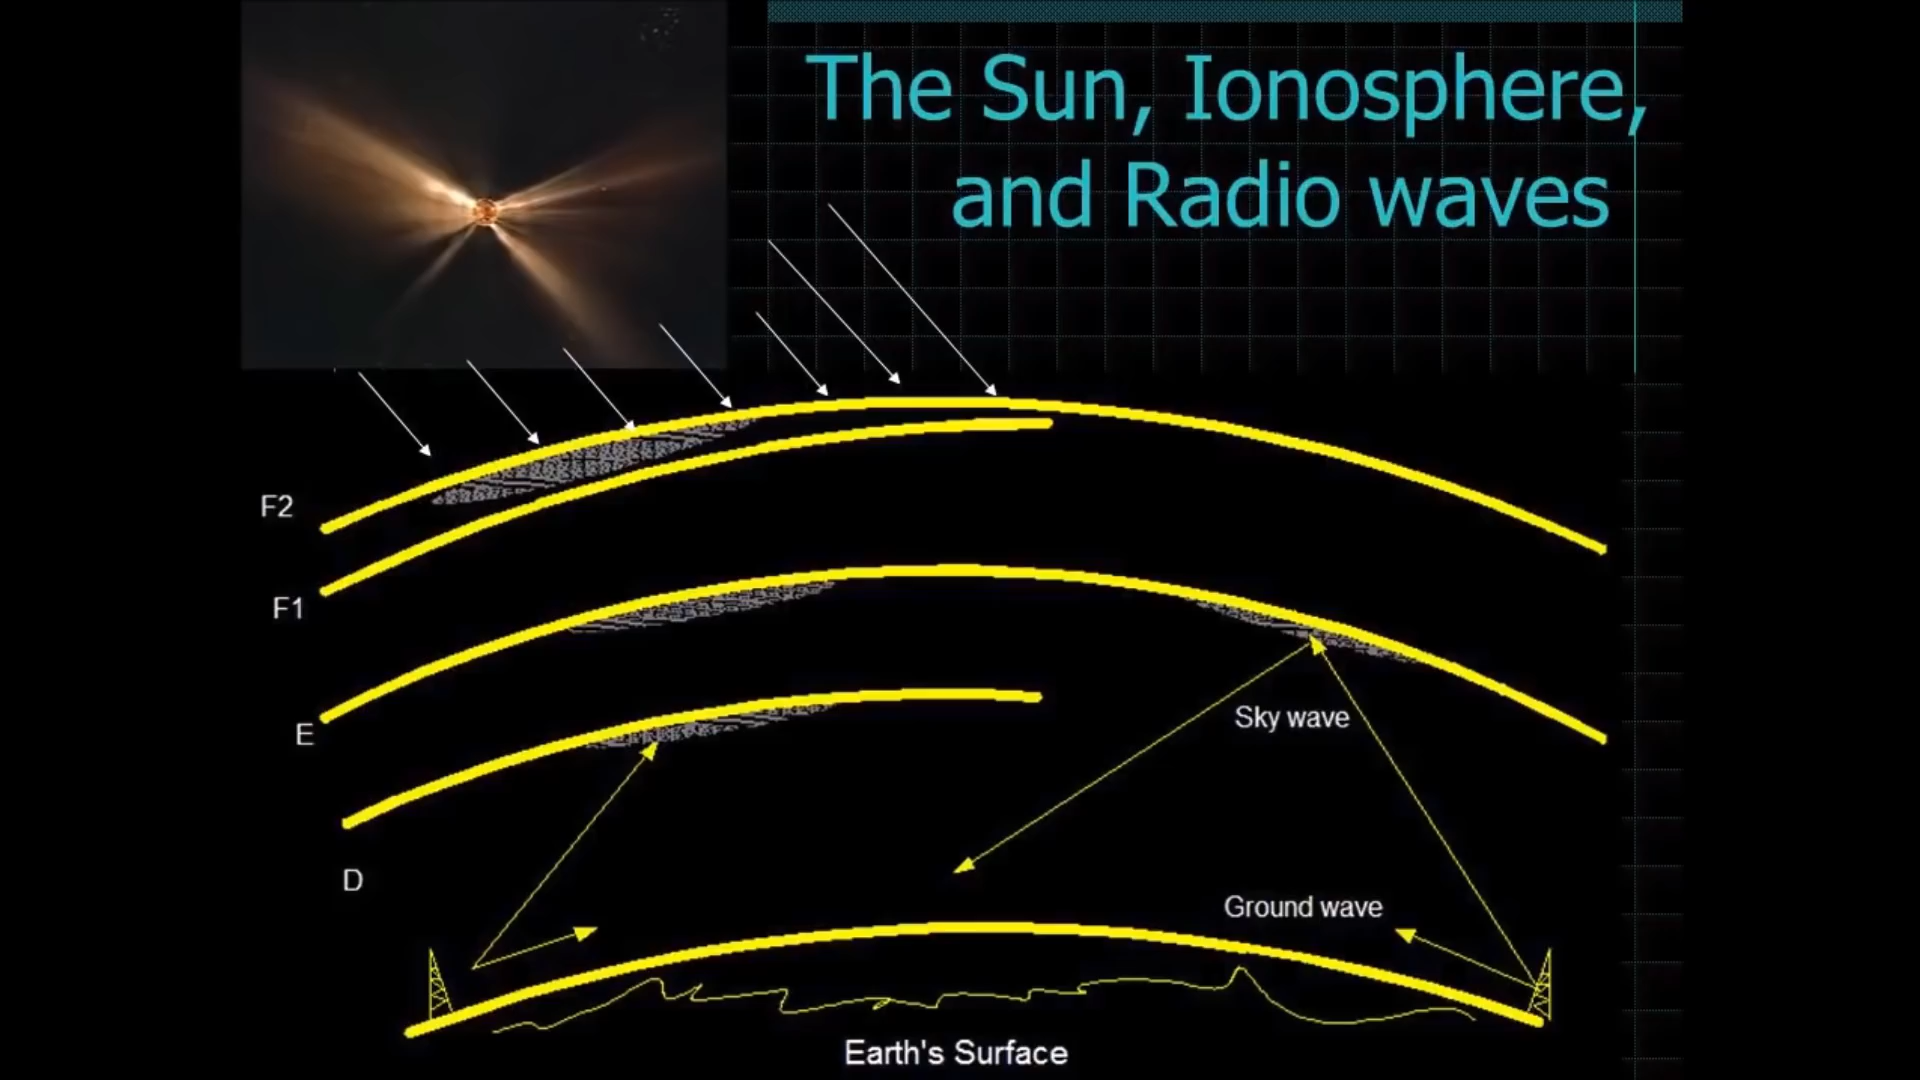 The Sun, Ionosphere,
and Radio waves
F2
F1
E
Sky wave
D
Ground wave
Earth's Surface